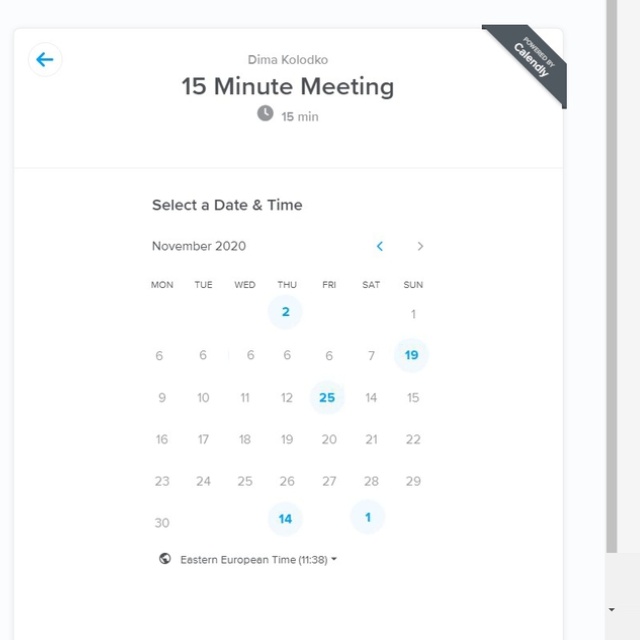 Dima Kolodko
15 Minute Meeting
15 min
POWERED BY
Calendly
Select a Date & Time
November 2020
MON TUE WED THU FRI SAT SUN
2 1
6 6 6 6 6 7 19
9 10 11 12 25 14 15
16 17 18 19 20 21 22
23 24 25 26 27 28 29
30 14 1
Eastern European Time (11:38)